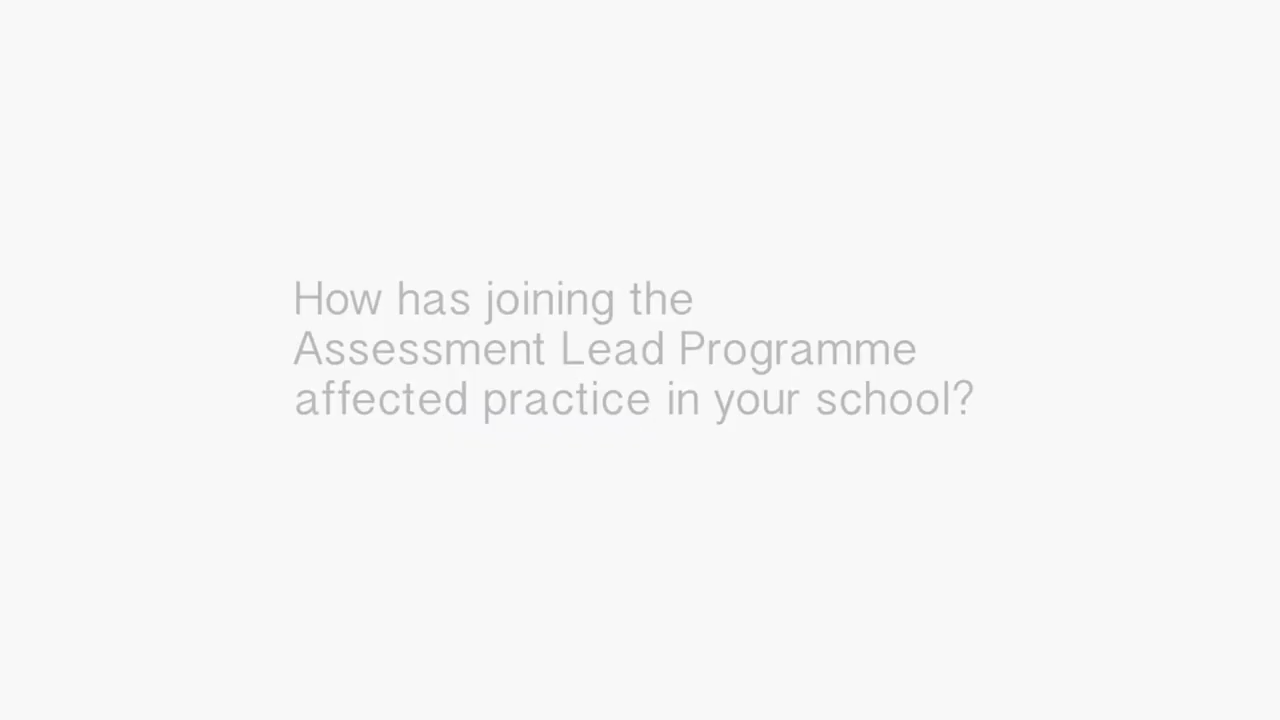 How has joining the
Assessment Lead Programme
affected practice in your school?